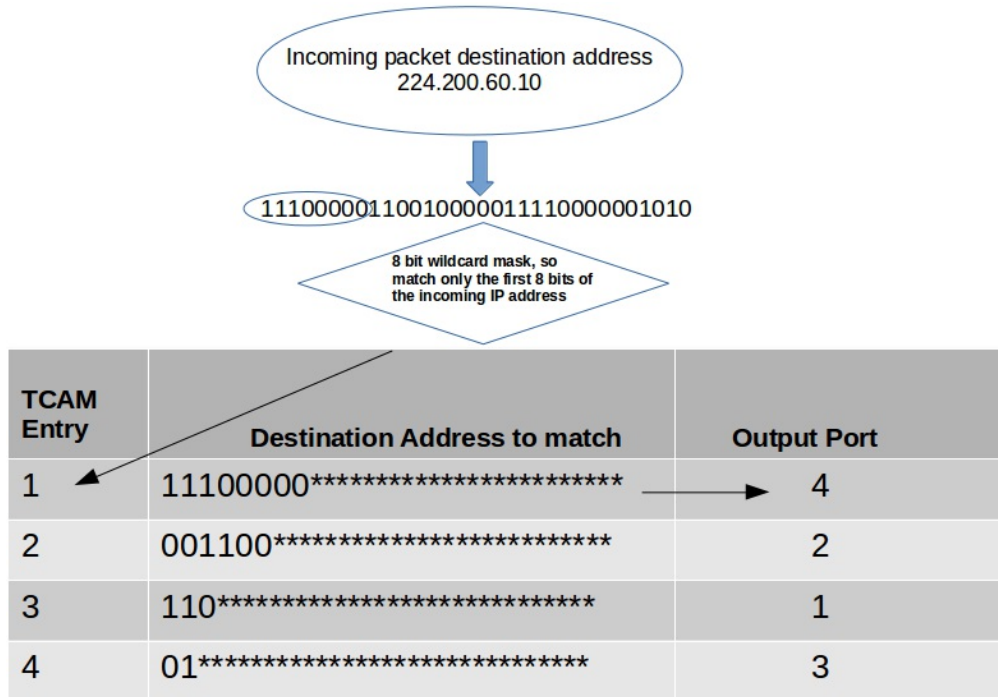 Incoming packet destination address
224.200.60.10
11100000110010000011110000001010
8 bit wildcard mask, so
match only the first 8 bits of
the incoming IP address
TCAM
Entry
Destination Address to match
Output Port
1 11100000************************ 4
2 001100************************** 2
3 110***************************** 1
4 01****************************** 3